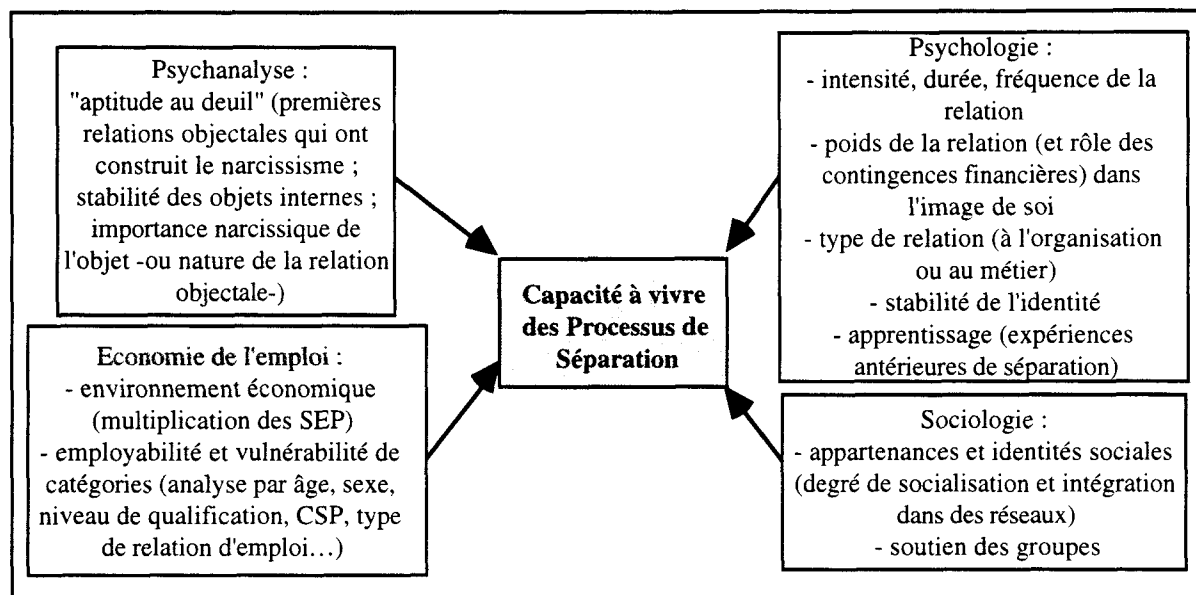 Psychanalyse :
"aptitude au deuil" (premières
relations objectales qui ont
construit le narcissisme ;
stabilité des objets internes ;
importance narcissique de
l'objet -ou nature de la relation
objectale-)
Economie de l'emploi :
- environnement économique
(multiplication des SEP)
- employabilité et vulnérabilité de
catégories (analyse par âge, sexe,
niveau de qualification, CSP, type
de relation d'emploi...)
Capacité à vivre
des Processus de
Séparation
Psychologie :
- intensité, durée, fréquence de la
relation
- poids de la relation (et rôle des
contingences financières) dans
l'image de soi
- type de relation (à l'organisation
ou au métier)
- stabilité de l'identité
- apprentissage (expériences
antérieures de séparation)
Sociologie :
- appartenances et identités sociales
(degré de socialisation et intégration
dans des réseaux)
- soutien des groupes